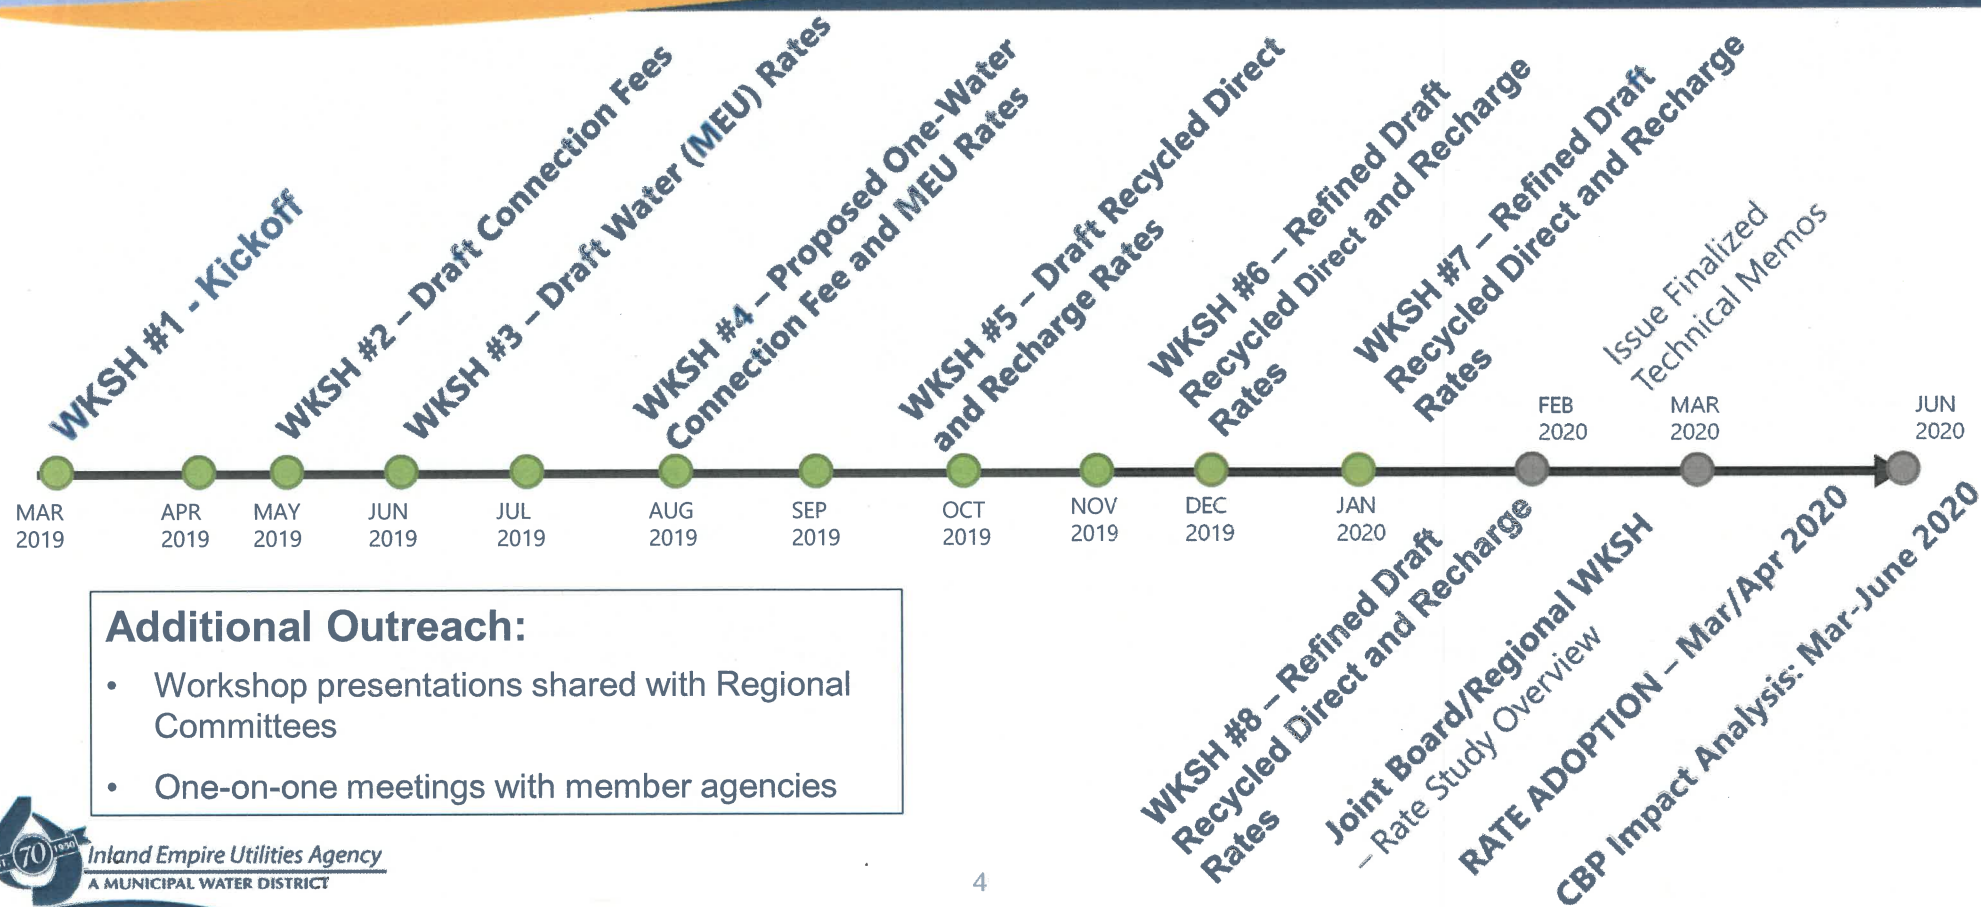 WKSH #1 - Kickoff
WKSH #2 – Draft Connection Fees
WKSH #3 – Draft Water (MEU) Rates
WKSH #4 – Proposed One-Water
Connection Fee and MEU Rates
WKSH #5 – Draft Recycled Direct
and Recharge Rates
WKSH #6 – Refined Draft
Recycled Direct and Recharge
Rates
WKSH #7 – Refined Draft
Recycled Direct and Recharge
Rates
Issue Finalized
Technical Memos
FEB
2020
MAR
2020
JUN
2020
MAR
2019
APR
2019
MAY
2019
JUN
2019
JUL
2019
AUG
2019
SEP
2019
OCT
2019
NOV
2019
DEC
2019
JAN
2020
WKSH #8 – Refined Draft
Recycled Direct and Recharge
Rates
Joint Board/Regional WKSH
– Rate Study Overview
RATE ADOPTION – Mar/Apr 2020
CBP Impact Analysis: Mar-June 2020
Additional Outreach:
• Workshop presentations shared with Regional
Committees
• One-on-one meetings with member agencies
70 1950
Inland Empire Utilities Agency
A MUNICIPAL WATER DISTRICT
4